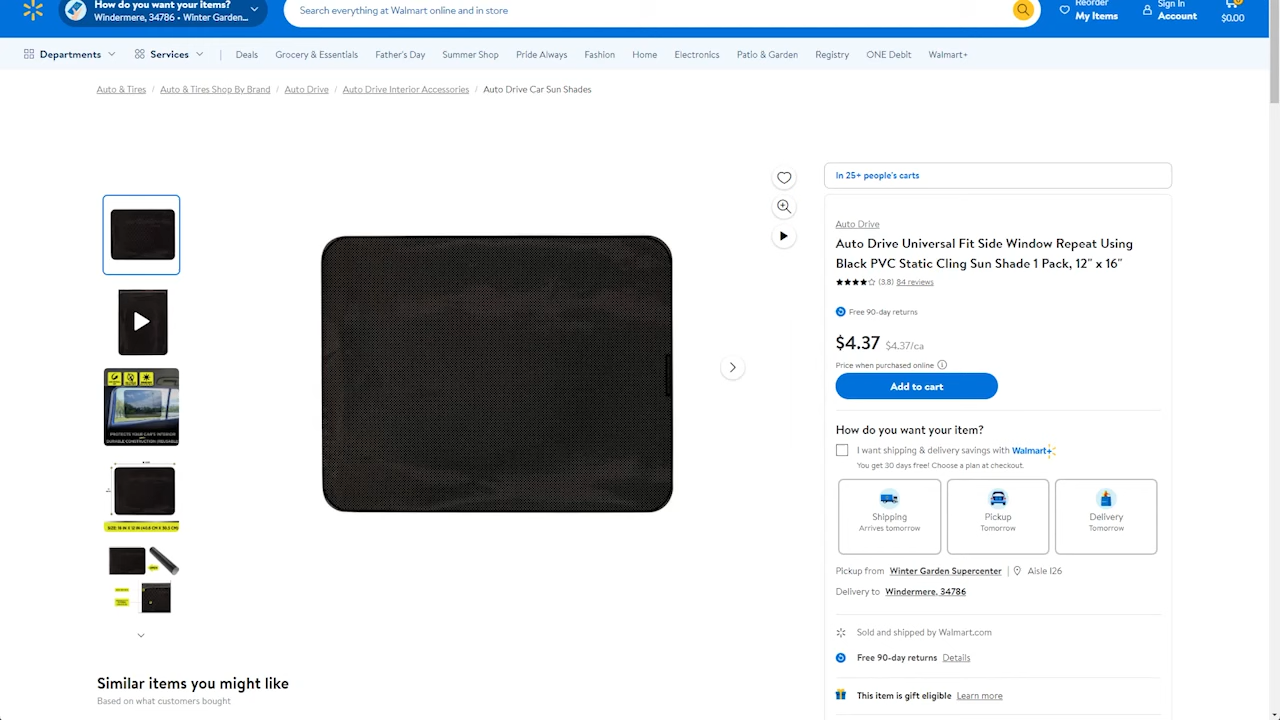 How do you want your item?
Windermere, 34786 • Winter Garden...
Search everything at Walmart online and in store
Reorder
My Items
Sign In
Account
$0.00
Departments
Services
Deals
Grocery & Essentials
Father's Day
Summer Shop
Pride Always
Fashion
Home
Electronics
Patio & Garden
Registry
ONE Debit
Walmart+
Auto & Tires / Auto & Tires Shop By Brand / Auto Drive / Auto Drive Interior Accessories / Auto Drive Car Sun Shades
In 25+ people's carts
Auto Drive
Auto Drive Universal Fit Side Window Repeat Using
Black PVC Static Cling Sun Shade 1 Pack, 12" x 16"
(3.8) 84 reviews
Free 90-day returns
$4.37 $4.37/ea
Price when purchased online
Add to cart
How do you want your item?
I want shipping & delivery savings with Walmart+
You get 30 days free! Choose a plan at checkout.
Shipping
Arrives tomorrow
Pickup
Tomorrow
Delivery
Tomorrow
Pickup from Winter Garden Supercenter | Aisle I26
Delivery to Windermere, 34786
Sold and shipped by Walmart.com
Free 90-day returns Details
This item is gift eligible Learn more
PROTECTS YOUR CAR'S INTERIOR
DURABLE CONSTRUCTION (REUSABLE)
Similar items you might like
Based on what customers bought